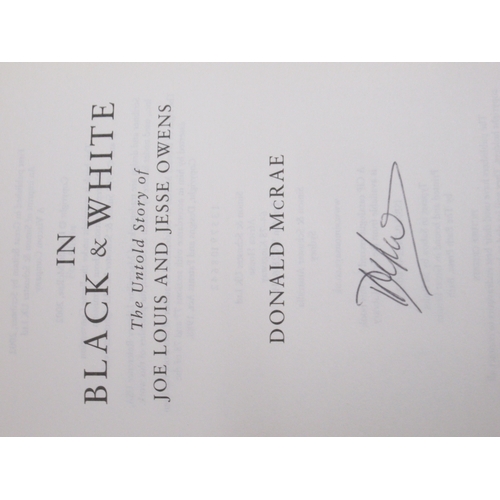 IN
BLACK & WHITE
The Untold Story of
JOE LOUIS AND JESSE OWENS
DONALD McRAE